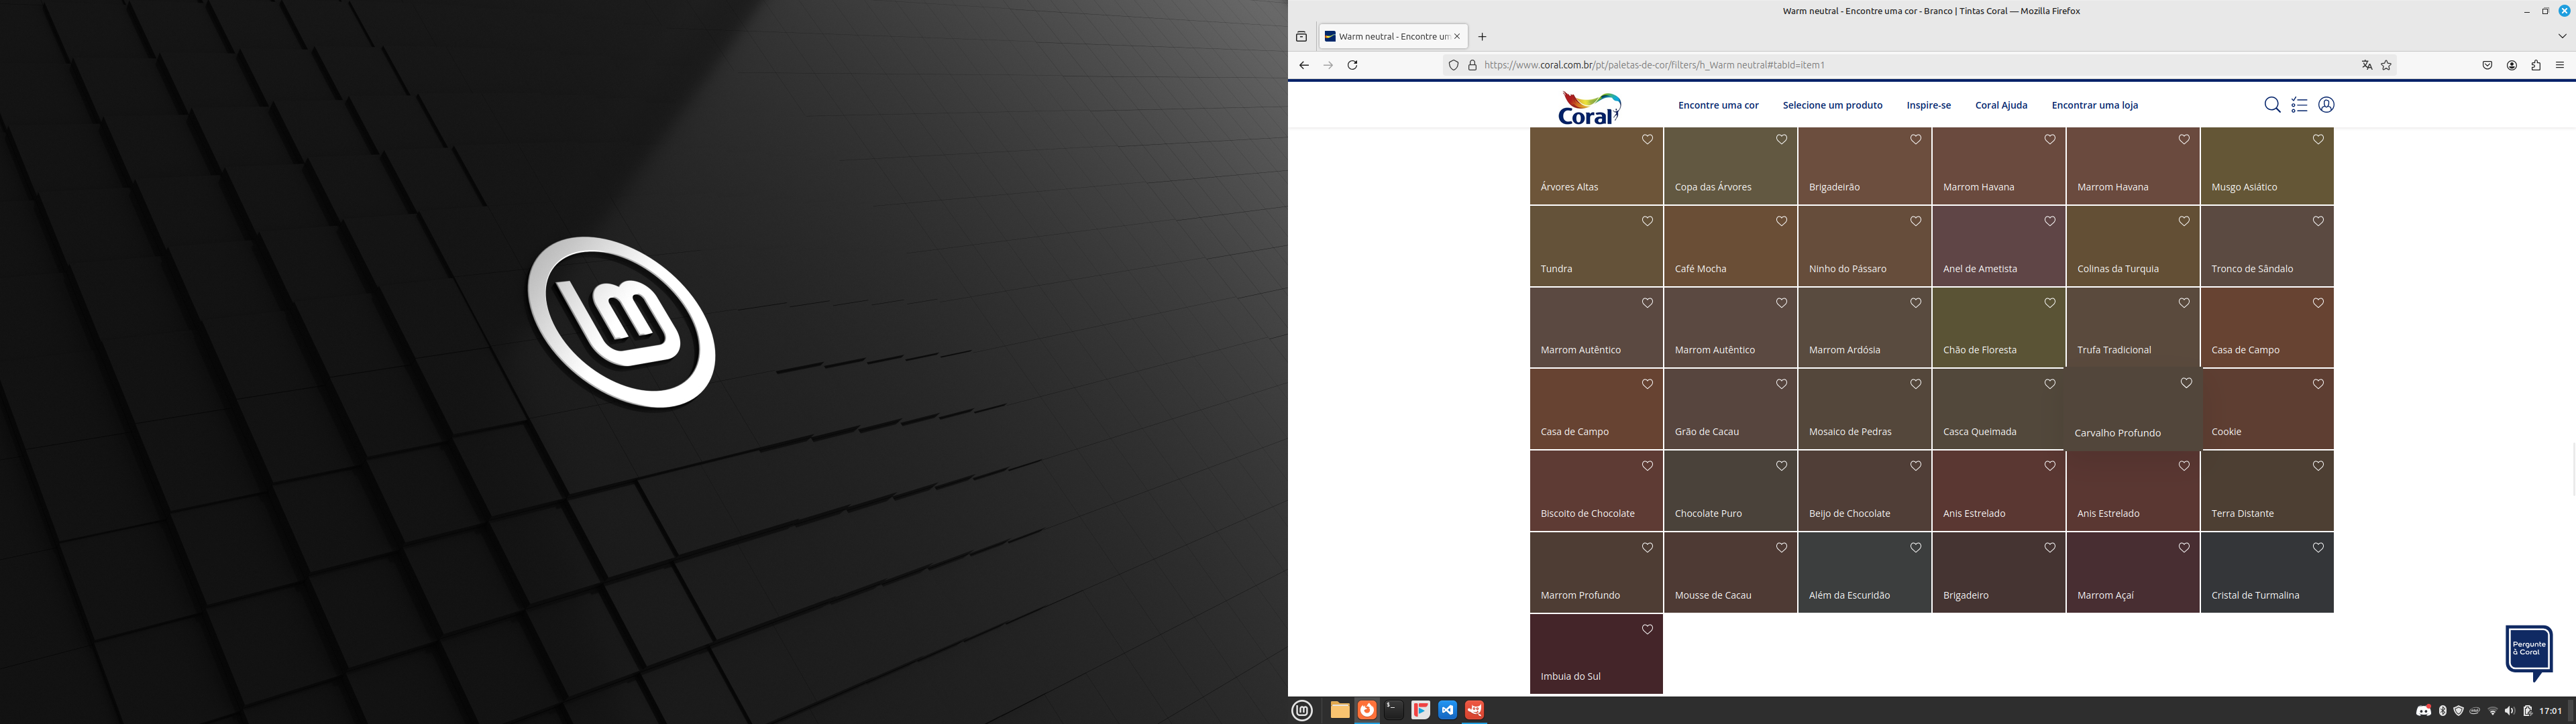 Warm neutral - Encontre uma cor - Branco | Tintas Coral — Mozilla Firefox
Warm neutral - Encontre um
https://www.coral.com.br/pt/paletas-de-cor/filters/h_Warm neutral#tabId=item1
Coral
Encontre uma cor
Selecione um produto
Inspire-se
Coral Ajuda
Encontrar uma loja
Árvores Altas
Copa das Árvores
Brigadeirão
Marrom Havana
Marrom Havana
Musgo Asiático
Tundra
Café Mocha
Ninho do Pássaro
Anel de Ametista
Colinas da Turquia
Tronco de Sândalo
Marrom Autêntico
Marrom Autêntico
Marrom Ardósia
Chão de Floresta
Trufa Tradicional
Casa de Campo
Casa de Campo
Grão de Cacau
Mosaico de Pedras
Casca Queimada
Carvalho Profundo
Cookie
Biscoito de Chocolate
Chocolate Puro
Beijo de Chocolate
Anis Estrelado
Anis Estrelado
Terra Distante
Marrom Profundo
Mousse de Cacau
Além da Escuridão
Brigadeiro
Marrom Açaí
Cristal de Turmalina
Imbuia do Sul
Pergunte
à Coral
17:01